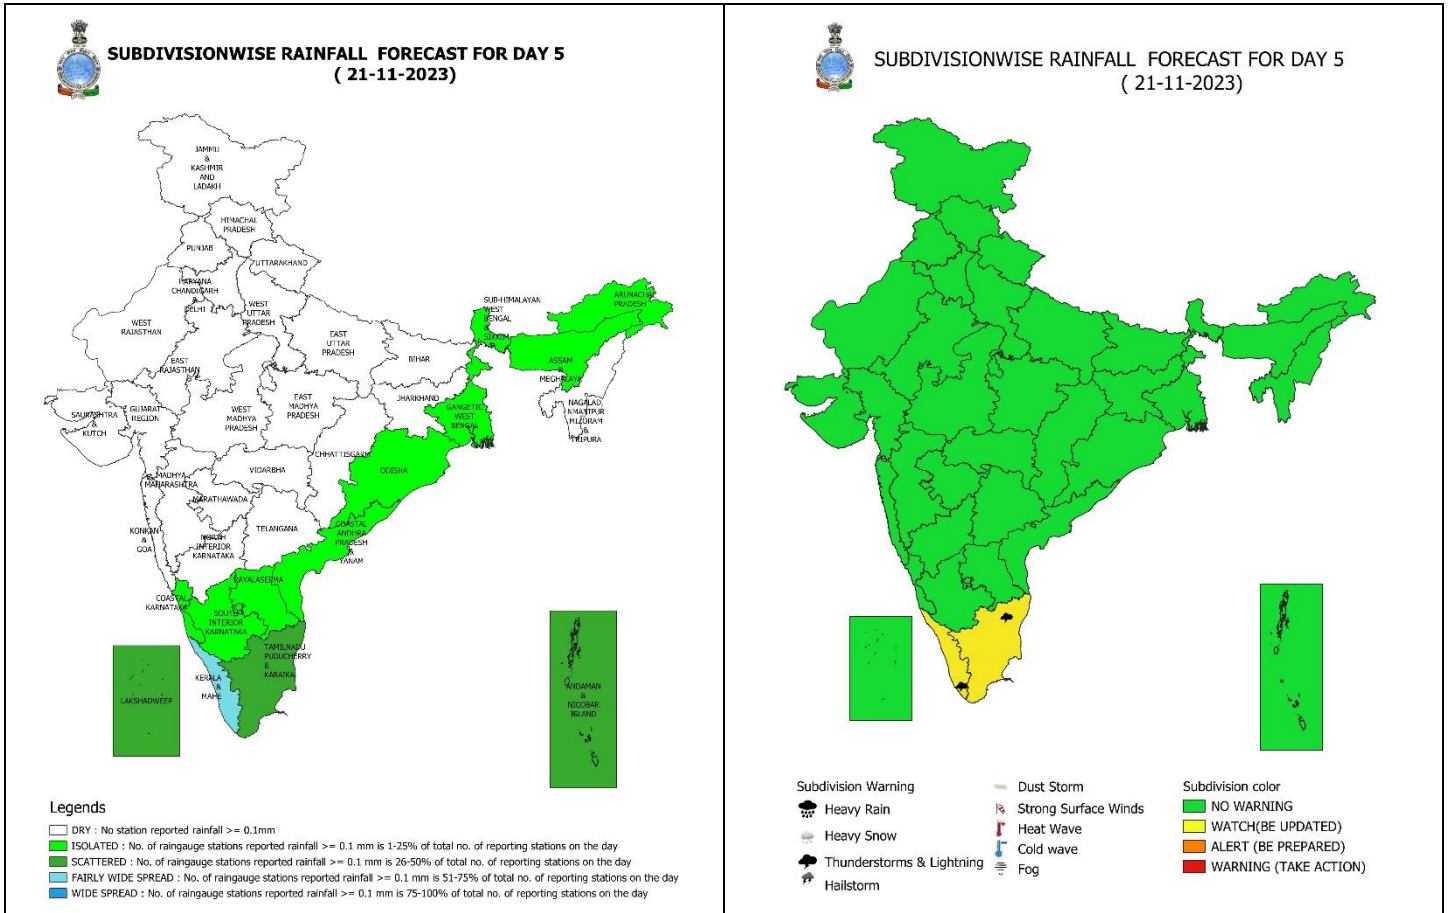 SUBDIVISIONWISE RAINFALL FORECAST FOR DAY 5
( 21-11-2023)
JAMMU
&
KASHMIR
AND
LADAKH
HIMACHAL
PRADESH
PUNJAB
UTTARAKHAND
HARYANA
CHANDIGARH
&
DELHI
WEST
UTTAR
PRADESH
WEST
RAJASTHAN
EAST
UTTAR
PRADESH
SUB-HIMALAYAN
WEST
BENGAL
&
SIKKIM
ARUNACHAL
PRADESH
EAST
RAJASTHAN
BIHAR
ASSAM
&
MEGHALAYA
SAURASHTRA
&
KUTCH
GUJARAT
REGION
WEST
MADHYA
PRADESH
EAST
MADHYA
PRADESH
JHARKHAND
GANGETIC
WEST
BENGAL
NAGALAD,
NMANIPUR
MIZORAM
&
TRIPURA
CHHATTISGARH
ODISHA
VIDARBHA
MADHYA
MAHARASHTRA
MARATHAWADA
KONKAN
&
GOA
TELANGANA
NORTH
INTERIOR
KARNATAKA
COASTAL
ANDHRA
PRADESH
&
YANAM
RAYALASEEMA
COASTAL
KARNATAKA
SOUTH
INTERIOR
KARNATAKA
TAMILNADU
PUDUCHERRY
&
KARAIKA
KERALA
&
MAHE
LAKSHADWEEP
ANDAMAN
&
NICOBAR
ISLAND
Legends
DRY : No station reported rainfall >= 0.1mm
ISOLATED : No. of raingauge stations reported rainfall >= 0.1 mm is 1-25% of total no. of reporting stations on the day
SCATTERED : No. of raingauge stations reported rainfall >= 0.1 mm is 26-50% of total no. of reporting stations on the day
FAIRLY WIDE SPREAD : No. of raingauge stations reported rainfall >= 0.1 mm is 51-75% of total no. of reporting stations on the day
WIDE SPREAD : No. of raingauge stations reported rainfall >= 0.1 mm is 75-100% of total no. of reporting stations on the day
SUBDIVISIONWISE RAINFALL FORECAST FOR DAY 5
( 21-11-2023)
Subdivision Warning
Heavy Rain
Heavy Snow
Thunderstorms & Lightning
Hailstorm
Dust Storm
Strong Surface Winds
Heat Wave
Cold wave
Fog
Subdivision color
NO WARNING
WATCH(BE UPDATED)
ALERT (BE PREPARED)
WARNING (TAKE ACTION)